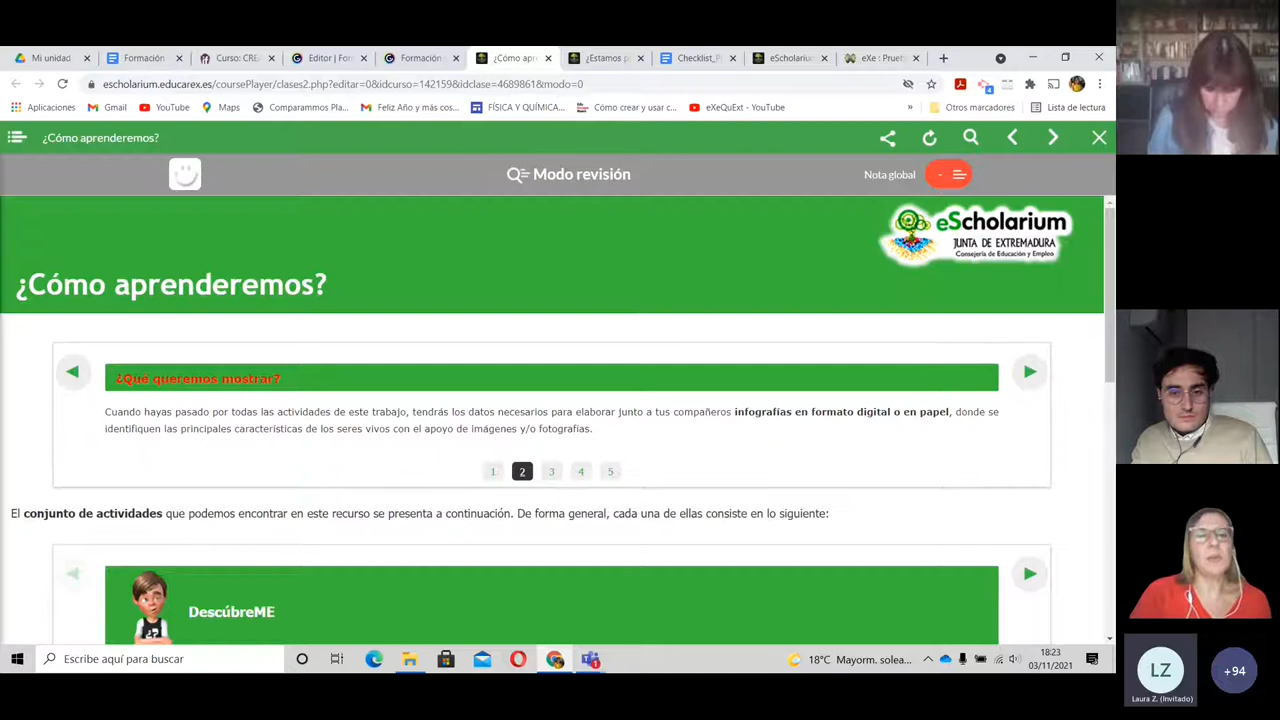 Mi unidad
Formación
Curso: CRE
Editor | For
Formación
¿Cómo apr
¿Estamos p
Checklist_P
eScholarium
eXe : Prueb
escholarium.educarex.es/coursePlayer/clases2.php?editar=0&idcurso=142159&idclase=4689861&modo=0
Aplicaciones
Gmail
YouTube
Maps
Comparammos Pla...
Feliz Año y más cos...
FÍSICA Y QUÍMICA...
Cómo crear y usar c...
eXeQuExt - YouTube
»
Otros marcadores
Lista de lectura
¿Cómo aprenderemos?
Modo revisión
Nota global
-
eScholarium
JUNTA DE EXTREMADURA
Consejería de Educación y Empleo
¿Cómo aprenderemos?
¿Qué queremos mostrar?
Cuando hayas pasado por todas las actividades de este trabajo, tendrás los datos necesarios para elaborar junto a tus compañeros infografías en formato digital o en papel, donde se
identifiquen las principales características de los seres vivos con el apoyo de imágenes y/o fotografías.
1 2 3 4 5
El conjunto de actividades que podemos encontrar en este recurso se presenta a continuación. De forma general, cada una de ellas consiste en lo siguiente:
DescúbreME
Escribe aquí para buscar
18°C Mayorm. solea...
18:23
03/11/2021
LZ
Laura Z. (Invitado)
+94